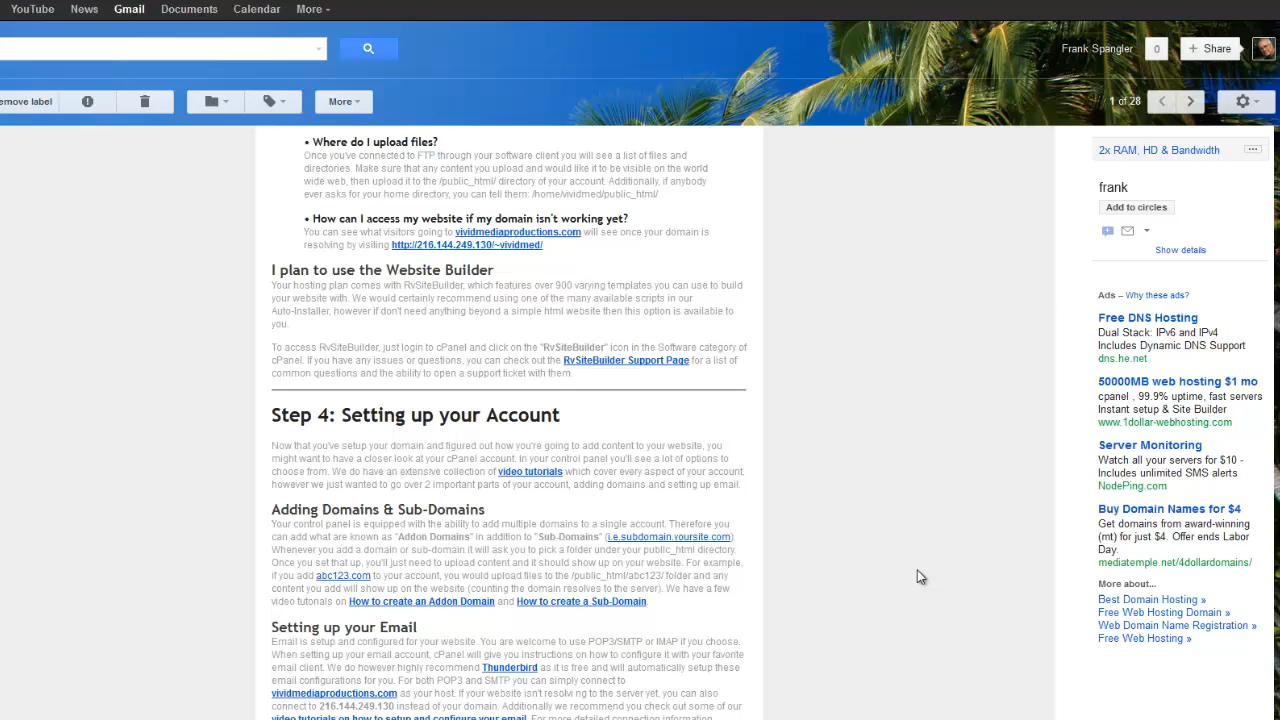 YouTube News Gmail Documents Calendar More
Frank Spangler 0 + Share
emove label More 1 of 28
• Where do I upload files?
Once you've connected to FTP through your software client you will see a list of files and
directories. Make sure that any content you upload and would like it to be visible on the world
wide web, then upload it to the /public_html/ directory of your account. Additionally, if anybody
ever asks for your home directory, you can tell them: /home/vividmed/public_html/
• How can I access my website if my domain isn't working yet?
You can see what visitors going to vividmediaproductions.com will see once your domain is
resolving by visiting http://216.144.249.130/~vividmed/
I plan to use the Website Builder
Your hosting plan comes with RvSiteBuilder, which features over 900 varying templates you can use to build
your website with. We would certainly recommend using one of the many available scripts in our
Auto-Installer, however if don't need anything beyond a simple html website then this option is available to
you.
To access RvSiteBuilder, just login to cPanel and click on the "RvSiteBuilder" icon in the Software category of
cPanel. If you have any issues or questions, you can check out the RvSiteBuilder Support Page for a list of
common questions and the ability to open a support ticket with them.
Step 4: Setting up your Account
Now that you've setup your domain and figured out how you're going to add content to your website, you
might want to have a closer look at your cPanel account. In your control panel you'll see a lot of options to
choose from. We do have an extensive collection of video tutorials which cover every aspect of your account,
however we just wanted to go over 2 important parts of your account, adding domains and setting up email.
Adding Domains & Sub-Domains
Your control panel is equipped with the ability to add multiple domains to a single account. Therefore you
can add what are known as "Addon Domains" in addition to "Sub-Domains" (i.e.subdomain.yoursite.com).
Whenever you add a domain or sub-domain it will ask you to pick a folder under your public_html directory.
Once you set that up, you'll just need to upload content and it should show up on your website. For example,
if you add abc123.com to your account, you would upload files to the /public_html/abc123/ folder and any
content you add will show up on the website (counting the domain resolves to the server). We have a few
video tutorials on How to create an Addon Domain and How to create a Sub-Domain.
Setting up your Email
Email is setup and configured for your website. You are welcome to use POP3/SMTP or IMAP if you choose.
When setting up your email account, cPanel will give you instructions on how to configure it with your favorite
email client. We do however highly recommend Thunderbird as it is free and will automatically setup these
email configurations for you. For both POP3 and SMTP you can simply connect to
vividmediaproductions.com as your host. If your website isn't resolving to the server yet, you can also
connect to 216.144.249.130 instead of your domain. Additionally we recommend you check out some of our
video tutorials on how to setup and configure your email. For more detailed connection information
2x RAM, HD & Bandwidth
frank
Add to circles
Show details
Ads – Why these ads?
Free DNS Hosting
Dual Stack: IPv6 and IPv4
Includes Dynamic DNS Support
dns.he.net
50000MB web hosting $1 mo
cpanel , 99.9% uptime, fast servers
Instant setup & Site Builder
www.1dollar-webhosting.com
Server Monitoring
Watch all your servers for $10 -
Includes unlimited SMS alerts
NodePing.com
Buy Domain Names for $4
Get domains from award-winning
(mt) for just $4. Offer ends Labor
Day.
mediatemple.net/4dollardomains/
More about...
Best Domain Hosting »
Free Web Hosting Domain »
Web Domain Name Registration »
Free Web Hosting »